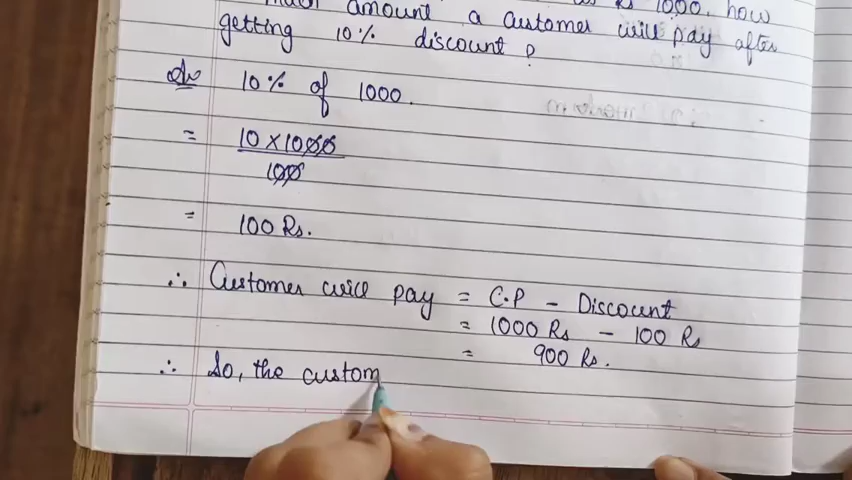 amount a customer will pay after
getting 10% discount ?
10% of 1000.
= 10 × 1000
100
= 100 Rs.
∴ Customer will pay = C.P - Discount
= 1000 Rs - 100 Rs
= 900 Rs.
∴ So, the custom